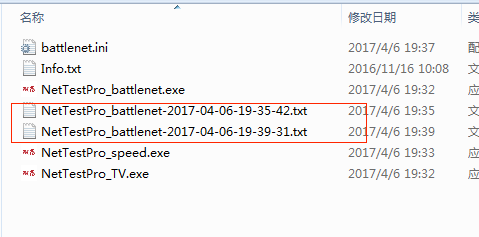 名称 修改日期 类
battlenet.ini 2017/4/6 19:37 配
Info.txt 2016/11/16 10:08 文
NetTestPro_battlenet.exe 2017/4/6 19:32 应
NetTestPro_battlenet-2017-04-06-19-35-42.txt 2017/4/6 19:35 文
NetTestPro_battlenet-2017-04-06-19-39-31.txt 2017/4/6 19:39 文
NetTestPro_speed.exe 2017/4/6 19:33 应
NetTestPro_TV.exe 2017/4/6 19:32 应